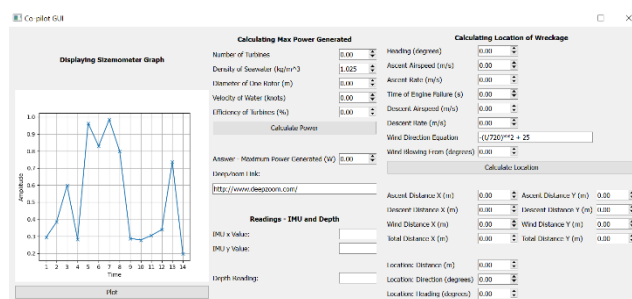 Co-pilot GUI
Displaying Sizemometer Graph
1.0
0.9
0.8
0.7
0.6
0.5
0.4
0.3
0.2
Amplitude
1 2 3 4 5 6 7 8 9 10 11 12 13 14
Time
Plot
Calculating Max Power Generated
Number of Turbines 0.00
Density of Seawater (kg/m^3 1.025
Diameter of One Rotor (m) 0.00
Velocity of Water (knots) 0.00
Efficiency of Turbines (%) 0.00
Calculate Power
Answer - Maximum Power Generated (W) 0.00
DeepZoom Link:
http://www.deepzoom.com/
Readings - IMU and Depth
IMU x Value:
IMU y Value:
Depth Reading:
Calculating Location of Wreckage
Heading (degrees) 0.00
Ascent Airspeed (m/s) 0.00
Ascent Rate (m/s) 0.00
Time of Engine Failure (s) 0.00
Descent Airspeed (m/s) 0.00
Descent Rate (m/s) 0.00
Wind Direction Equation -(t/720)**2 + 25
Wind Blowing From (degrees) 0.00
Calculate Location
Ascent Distance X (m) 0.00 Ascent Distance Y (m) 0.00
Descent Distance X (m) 0.00 Descent Distance Y (m) 0.00
Wind Distance X (m) 0.00 Wind Distance Y (m) 0.00
Total Distance X (m) 0.00 Total Distance Y (m) 0.00
Location: Distance (m) 0.00
Location: Direction (degrees) 0.00
Location: Heading (degrees) 0.00